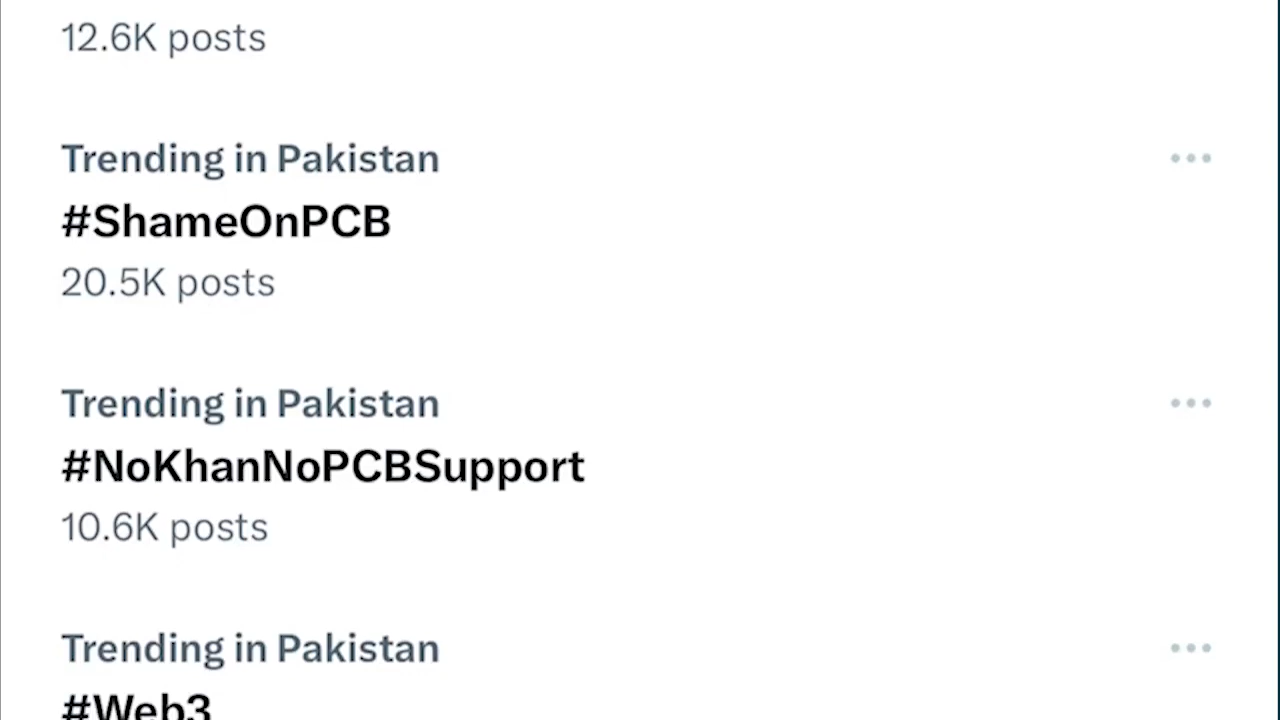 12.6K posts
Trending in Pakistan
#ShameOnPCB
20.5K posts
Trending in Pakistan
#NoKhanNoPCBSupport
10.6K posts
Trending in Pakistan
#Web3